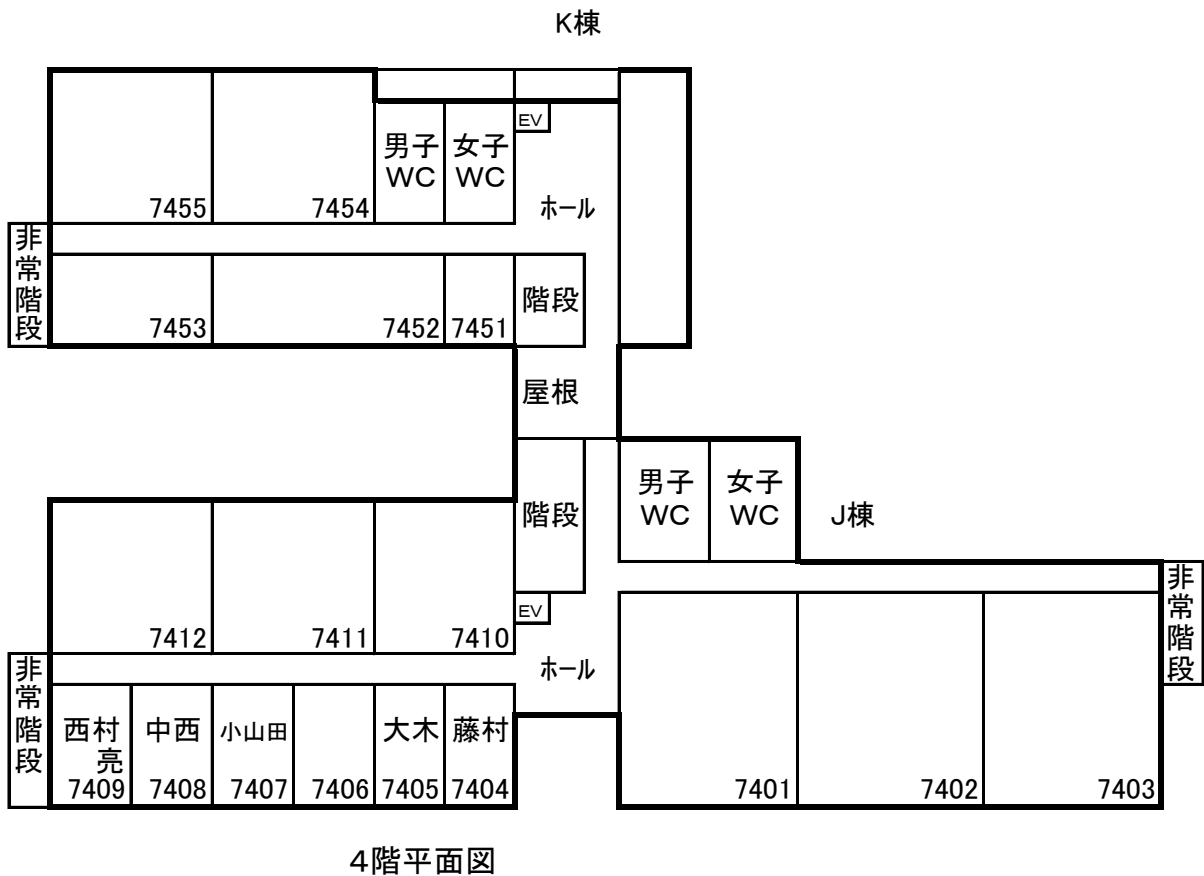 K棟
EV
男子
WC
女子
WC
ホール
7455
7454
非常階段
階段
7453
7452
7451
屋根
男子
WC
女子
WC
J棟
階段
EV
非常階段
7412
7411
7410
ホール
非常階段
西村
亮
7409
中西
7408
小山田
7407
7406
大木
7405
藤村
7404
7401
7402
7403
4階平面図